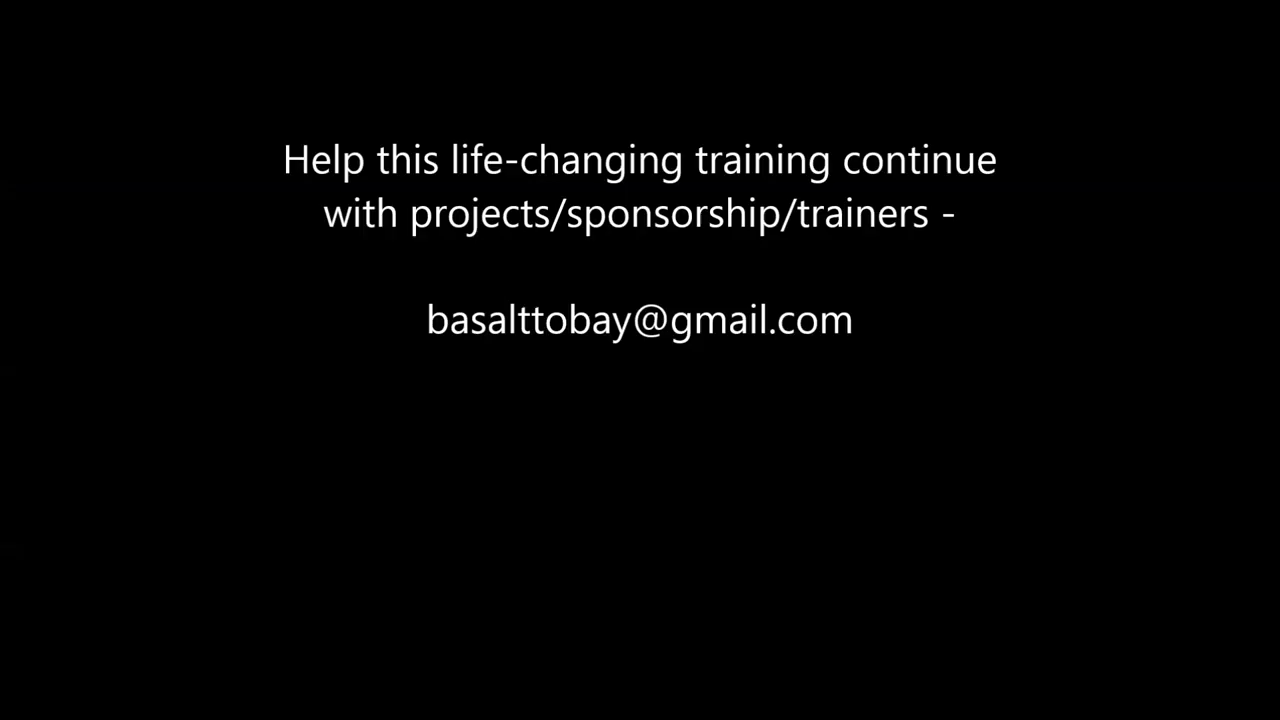 Help this life-changing training continue
with projects/sponsorship/trainers -
basalttobay@gmail.com